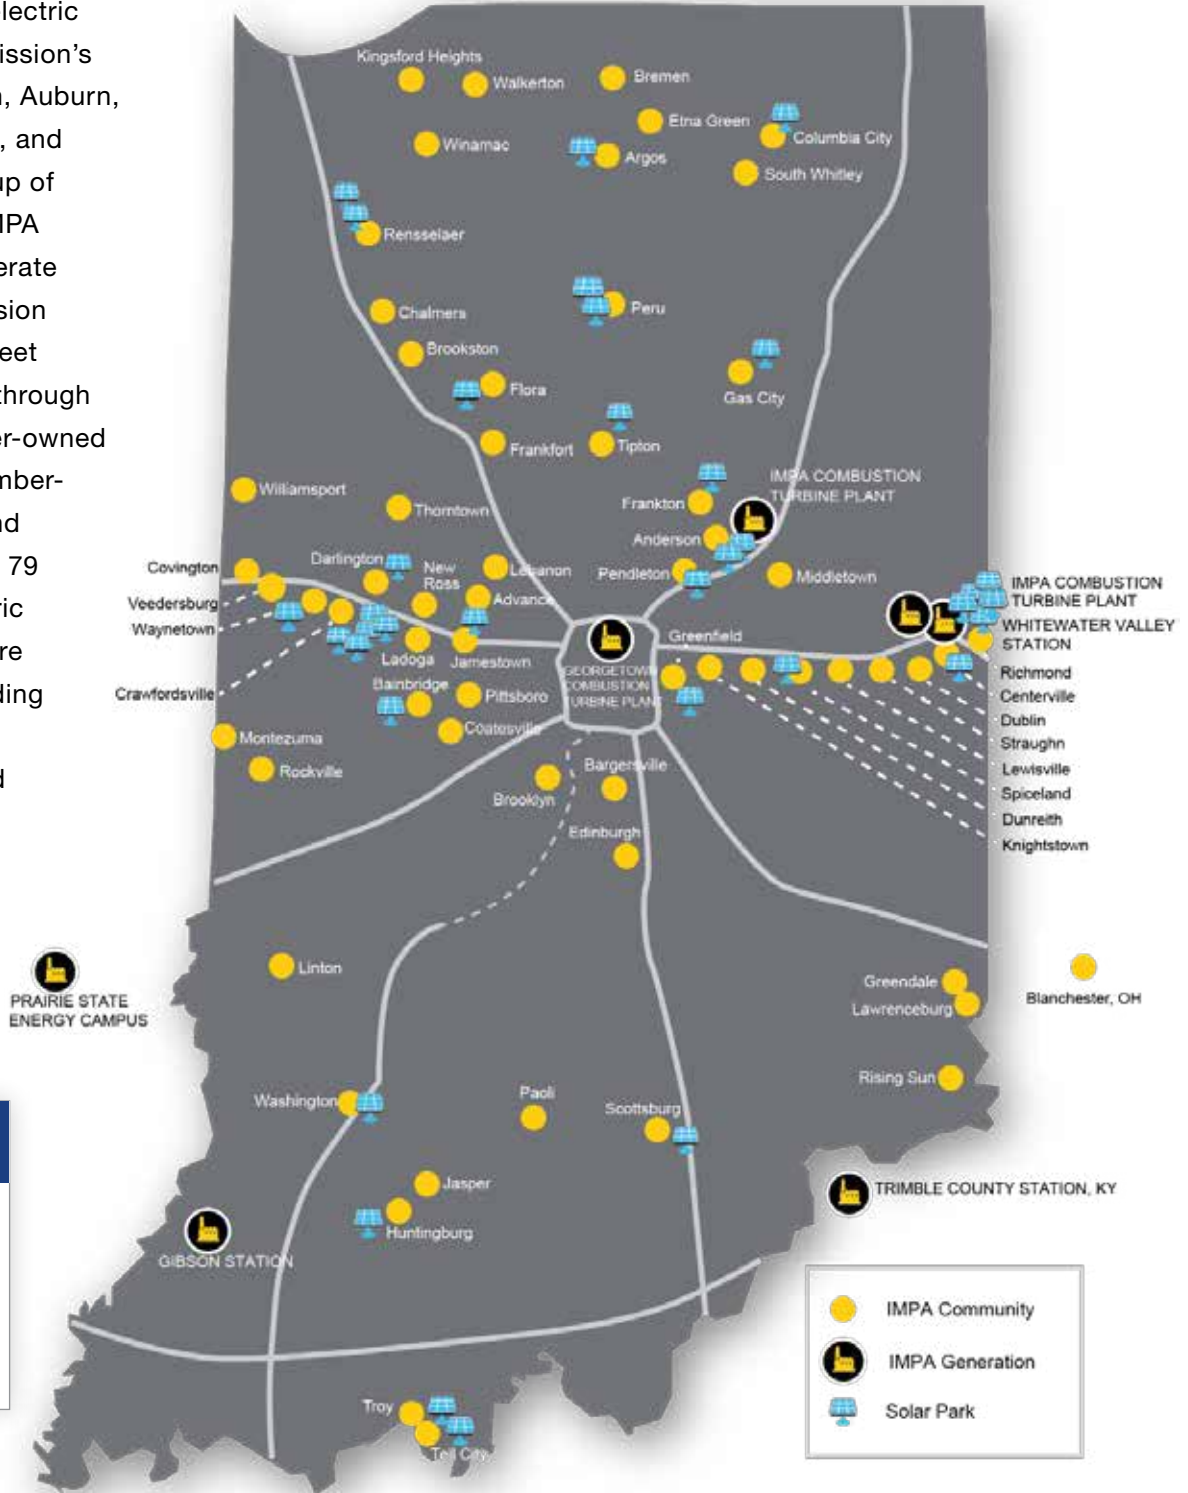 lectric
ission's
, Auburn,
, and
up of
MPA
erate
sion
eet
through
er-owned
mber-
nd
79
ric
re
ding
d
Kingsford Heights
Walkerton
Bremen
Etna Green
Columbia City
Winamac
Argos
South Whitley
Rensselaer
Chalmers
Peru
Brookston
Flora
Gas City
Frankfort
Tipton
IMPA COMBUSTION
TURBINE PLANT
Williamsport
Thorntown
Frankton
Anderson
Covington
Darlington
New
Ross
Lebanon
Pendleton
Middletown
IMPA COMBUSTION
TURBINE PLANT
Veedersburg
Advance
Waynetown
WHITEWATER VALLEY
STATION
Greenfield
Ladoga
Jamestown
GEORGETOWN
COMBUSTION
TURBINE PLANT
Richmond
Crawfordsville
Bainbridge
Pittsboro
Centerville
Dublin
Coatesville
Straughn
Montezuma
Lewisville
Rockville
Bargersville
Spiceland
Brooklyn
Dunreith
Edinburgh
Knightstown
Linton
Greendale
Lawrenceburg
Blanchester, OH
PRAIRIE STATE
ENERGY CAMPUS
Rising Sun
Washington
Paoli
Scottsburg
Jasper
TRIMBLE COUNTY STATION, KY
Huntingburg
GIBSON STATION
IMPA Community
IMPA Generation
Solar Park
Troy
Tell City